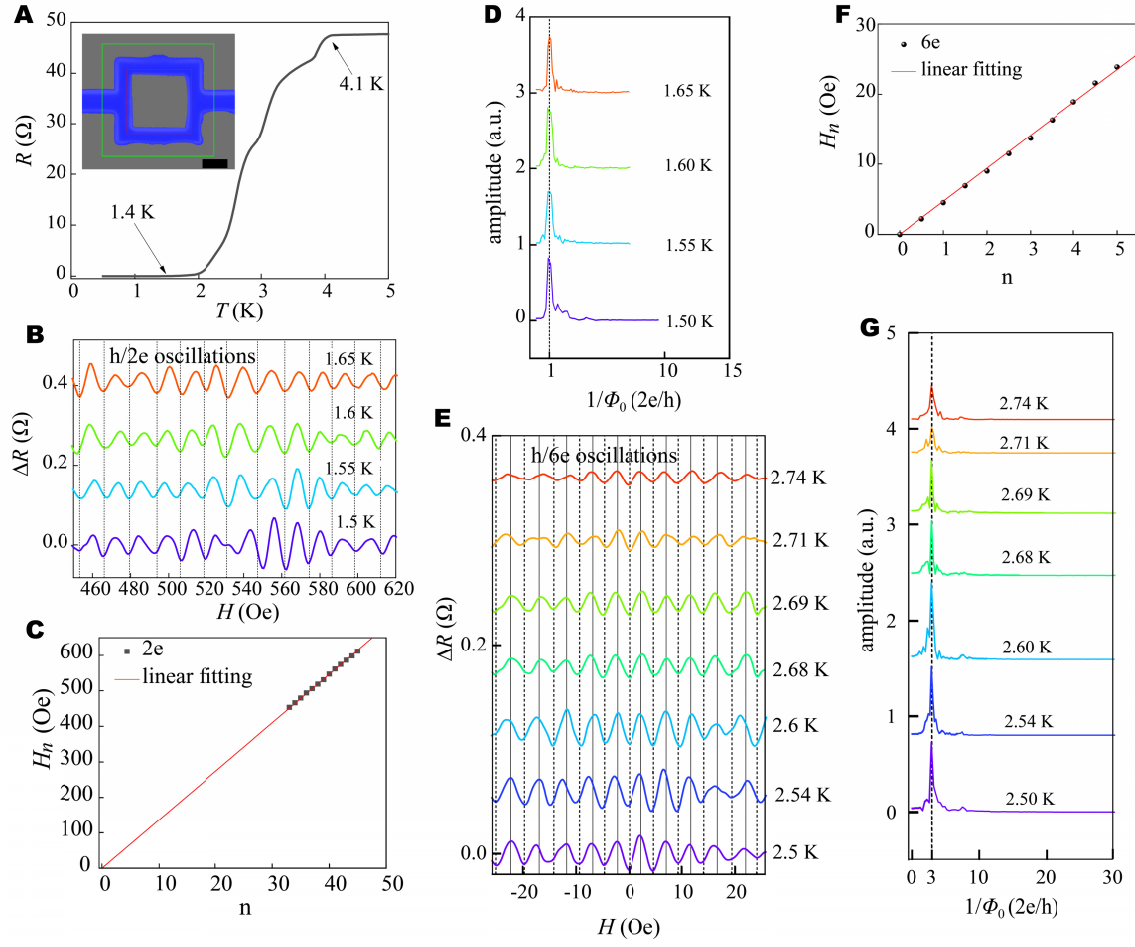 A
50
40
30
20
10
0
R (Ω)
4.1 K
1.4 K
0
1
2
3
4
5
T (K)
B
h/2e oscillations
1.65 K
1.6 K
1.55 K
1.5 K
0.4
0.2
0.0
ΔR (Ω)
460
480
500
520
540
560
580
600
620
H (Oe)
C
2e
linear fitting
600
500
400
300
200
100
0
Hn (Oe)
0
10
20
30
40
50
n
D
4
3
2
1
0
amplitude (a.u.)
1.65 K
1.60 K
1.55 K
1.50 K
1
10
15
1/Φ0 (2e/h)
E
0.4
0.2
0.0
ΔR (Ω)
h/6e oscillations
2.74 K
2.71 K
2.69 K
2.68 K
2.6 K
2.54 K
2.5 K
-20
-10
0
10
20
H (Oe)
F
6e
linear fitting
30
20
10
0
Hn (Oe)
0
1
2
3
4
5
n
G
5
4
3
2
1
0
amplitude (a.u.)
2.74 K
2.71 K
2.69 K
2.68 K
2.60 K
2.54 K
2.50 K
0
3
10
20
30
1/Φ0 (2e/h)